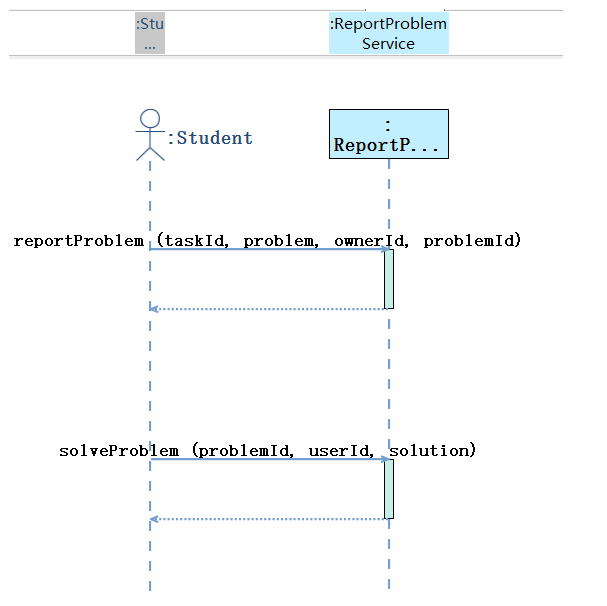 :Stu
...
:ReportProblem
Service
:Student
:
ReportP...
reportProblem (taskId, problem, ownerId, problemId)
solveProblem (problemId, userId, solution)